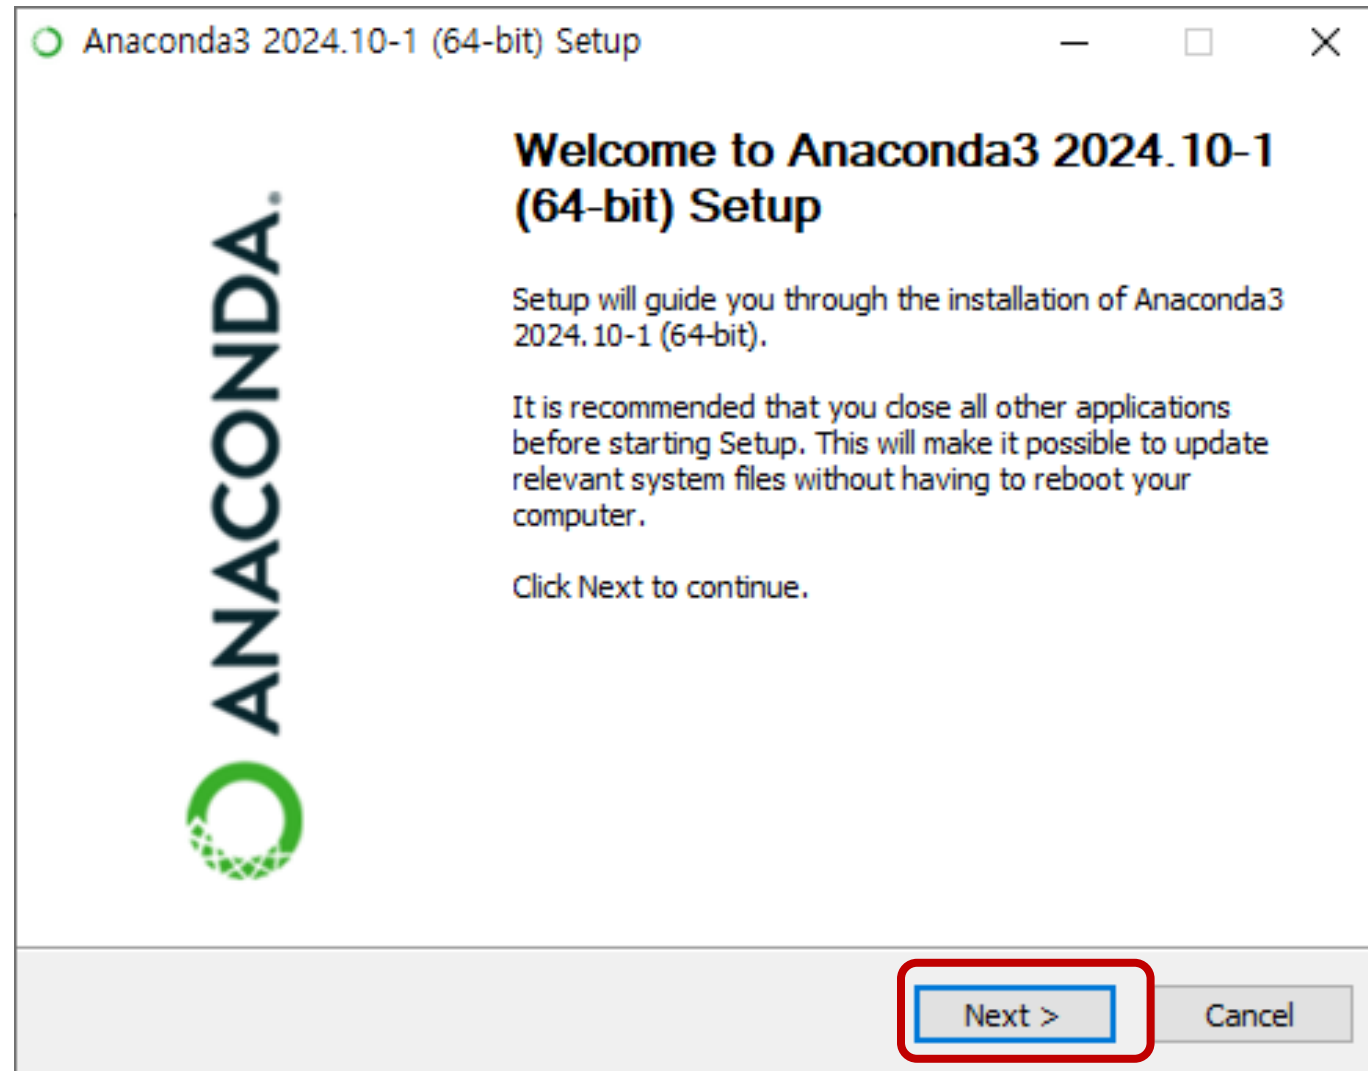 Anaconda3 2024.10-1 (64-bit) Setup
Welcome to Anaconda3 2024.10-1
(64-bit) Setup
Setup will guide you through the installation of Anaconda3
2024.10-1 (64-bit).
It is recommended that you close all other applications
before starting Setup. This will make it possible to update
relevant system files without having to reboot your
computer.
Click Next to continue.
ANACONDA.
Next >
Cancel